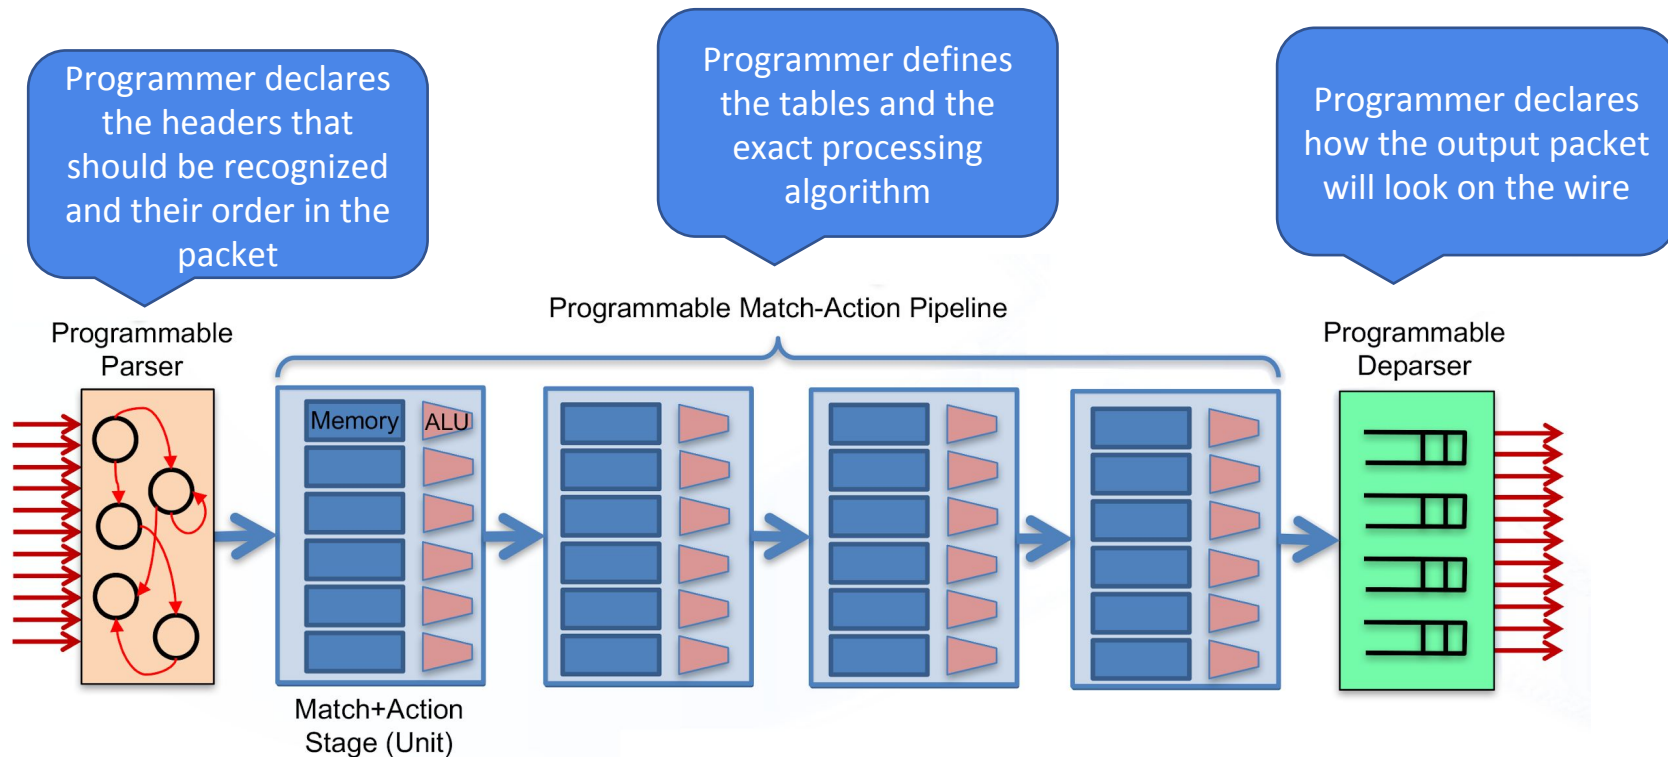 Programmer declares
the headers that
should be recognized
and their order in the
packet
Programmer defines
the tables and the
exact processing
algorithm
Programmer declares
how the output packet
will look on the wire
Programmable Match-Action Pipeline
Programmable
Parser
Programmable
Deparser
Memory
ALU
Match+Action
Stage (Unit)